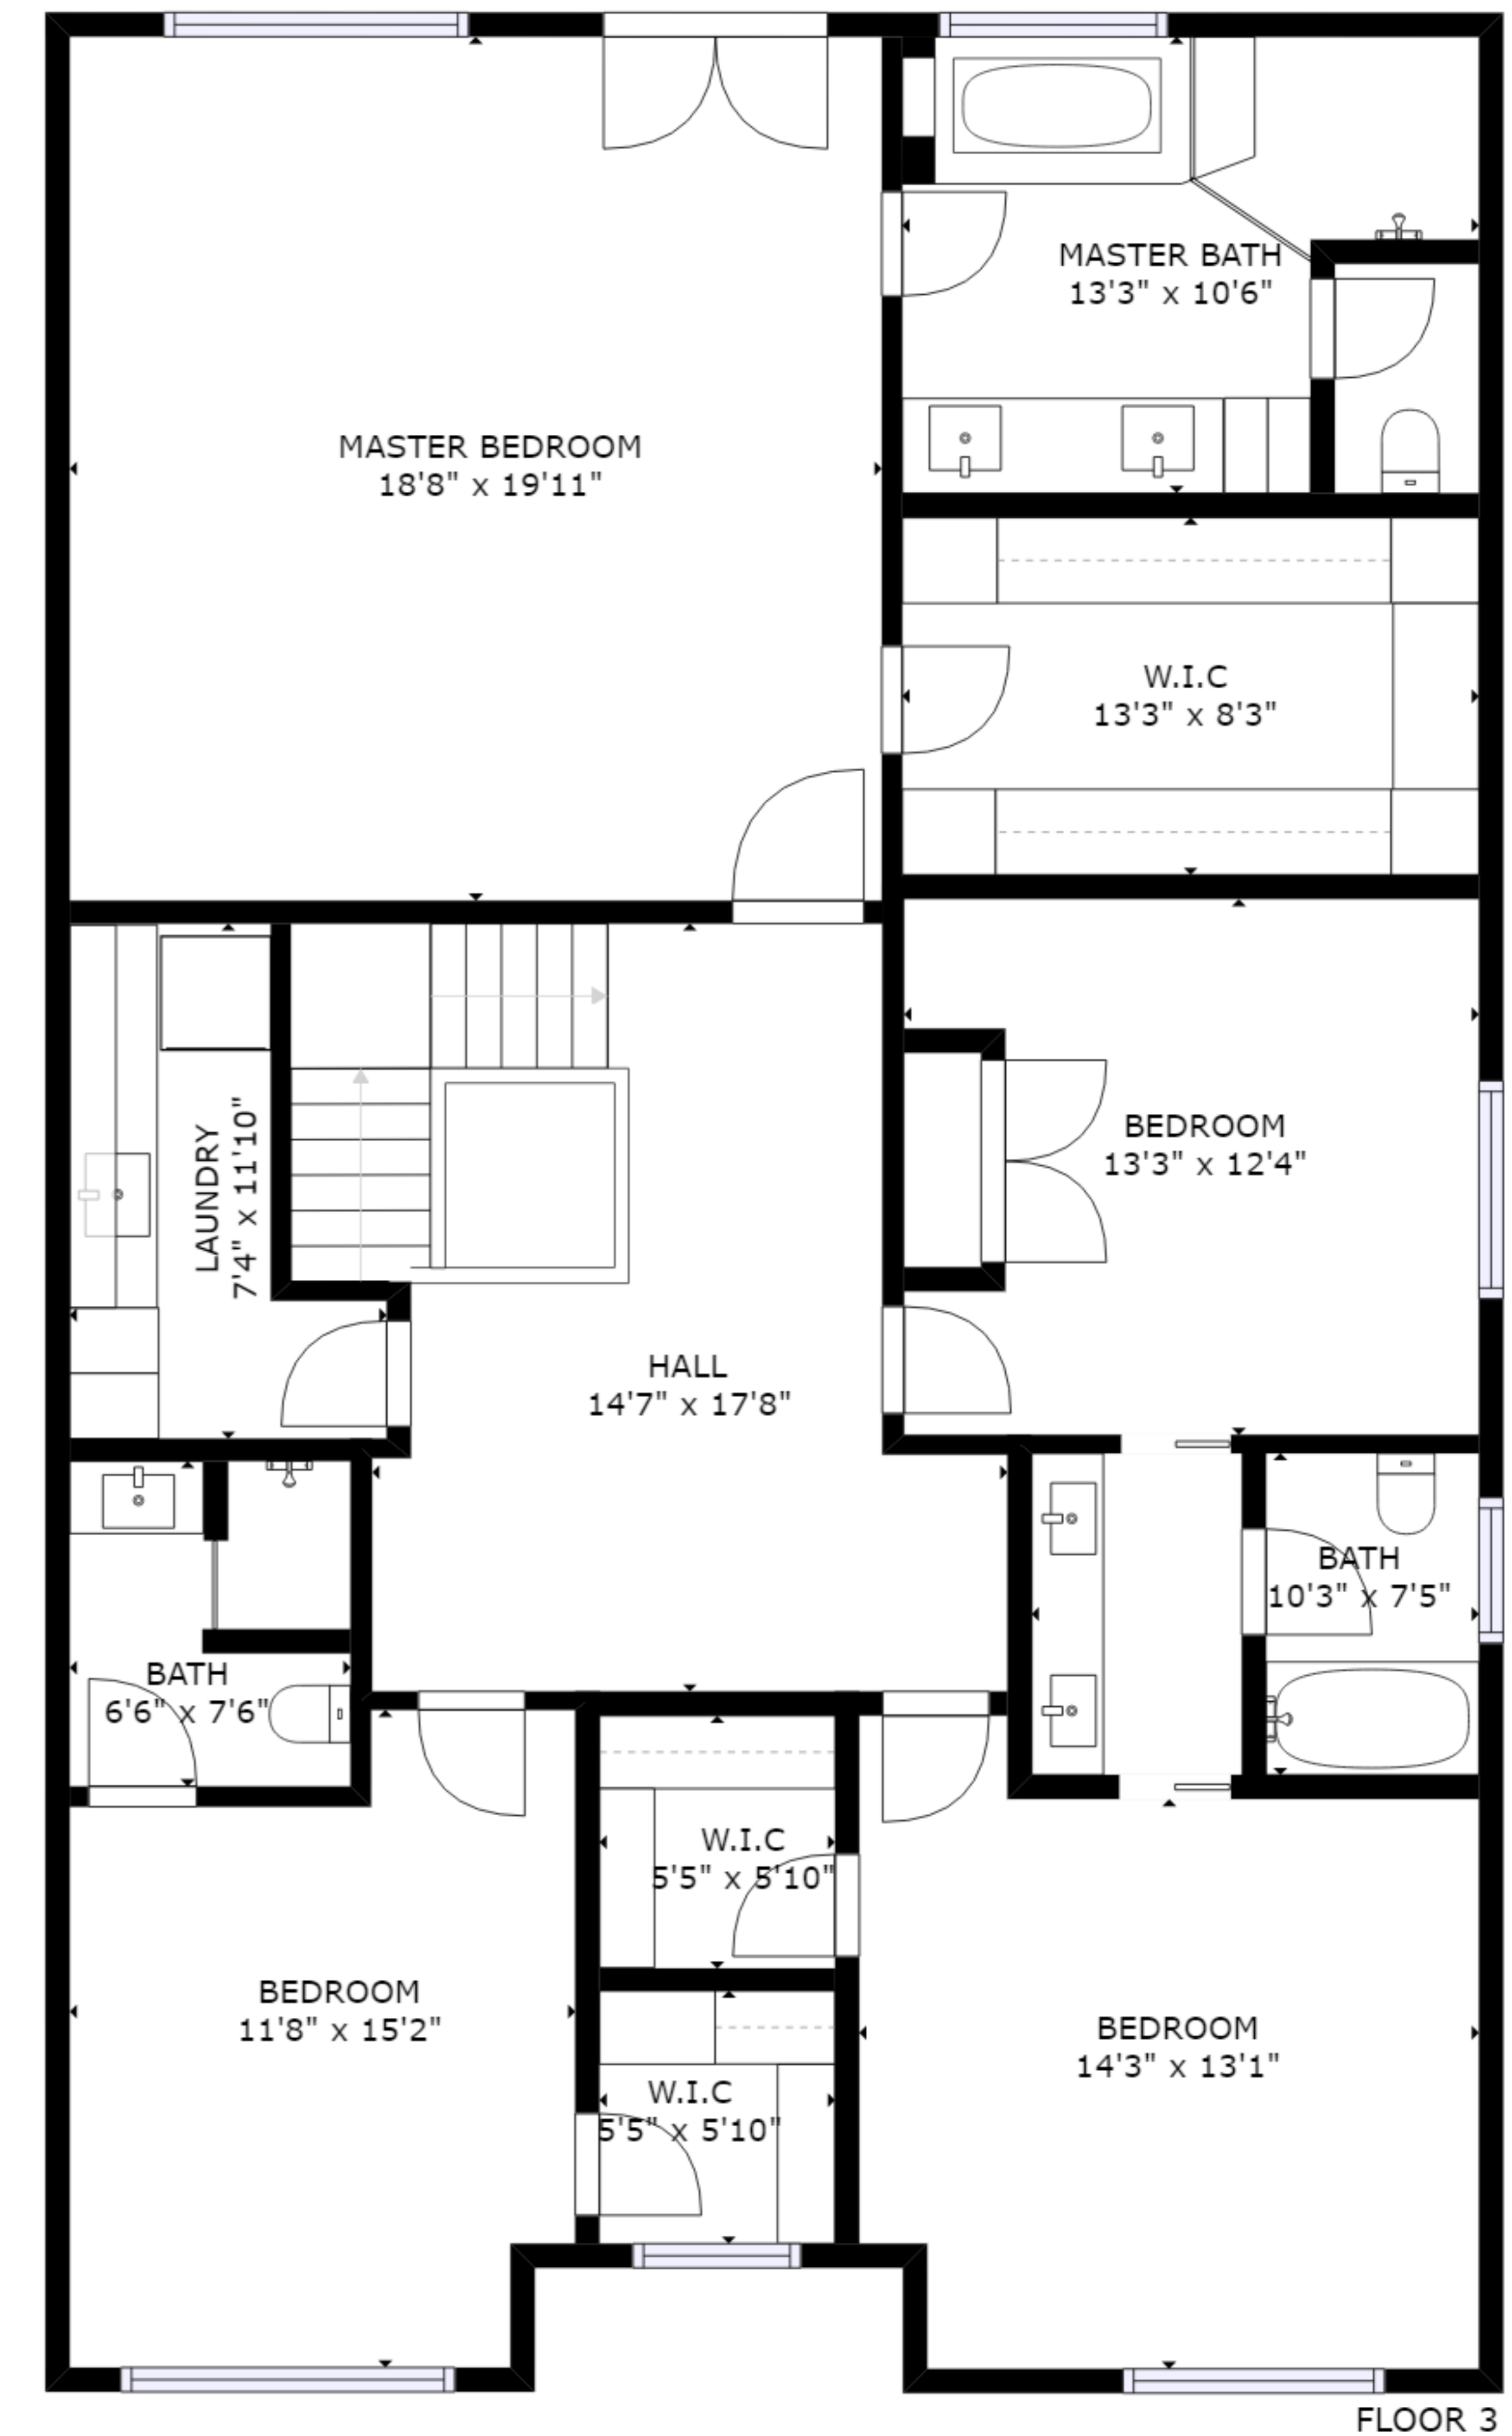 MASTER BATH
13'3" x 10'6"
MASTER BEDROOM
18'8" x 19'11"
W.I.C
13'3" x 8'3"
LAUNDRY
7'4" x 11'10"
BEDROOM
13'3" x 12'4"
HALL
14'7" x 17'8"
BATH
10'3" x 7'5"
BATH
6'6" x 7'6"
W.I.C
5'5" x 5'10"
BEDROOM
11'8" x 15'2"
BEDROOM
14'3" x 13'1"
W.I.C
5'5" x 5'10"
FLOOR 3